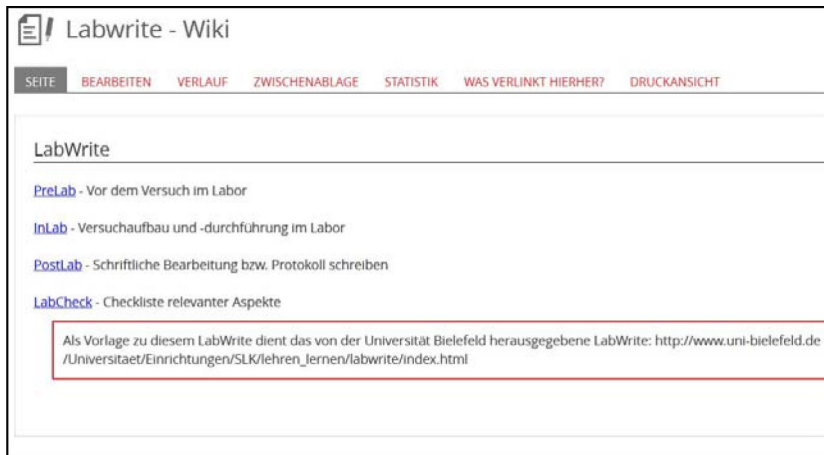 Labwrite - Wiki
SEITE BEARBEITEN VERLAUF ZWISCHENABLAGE STATISTIK WAS VERLINKT HIERHER? DRUCKANSICHT
LabWrite
PreLab - Vor dem Versuch im Labor
InLab - Versuchaufbau und -durchführung im Labor
PostLab - Schriftliche Bearbeitung bzw. Protokoll schreiben
LabCheck - Checkliste relevanter Aspekte
Als Vorlage zu diesem LabWrite dient das von der Universität Bielefeld herausgegebene LabWrite: http://www.uni-bielefeld.de
/Universitaet/Einrichtungen/SLK/lehren_lernen/labwrite/index.html